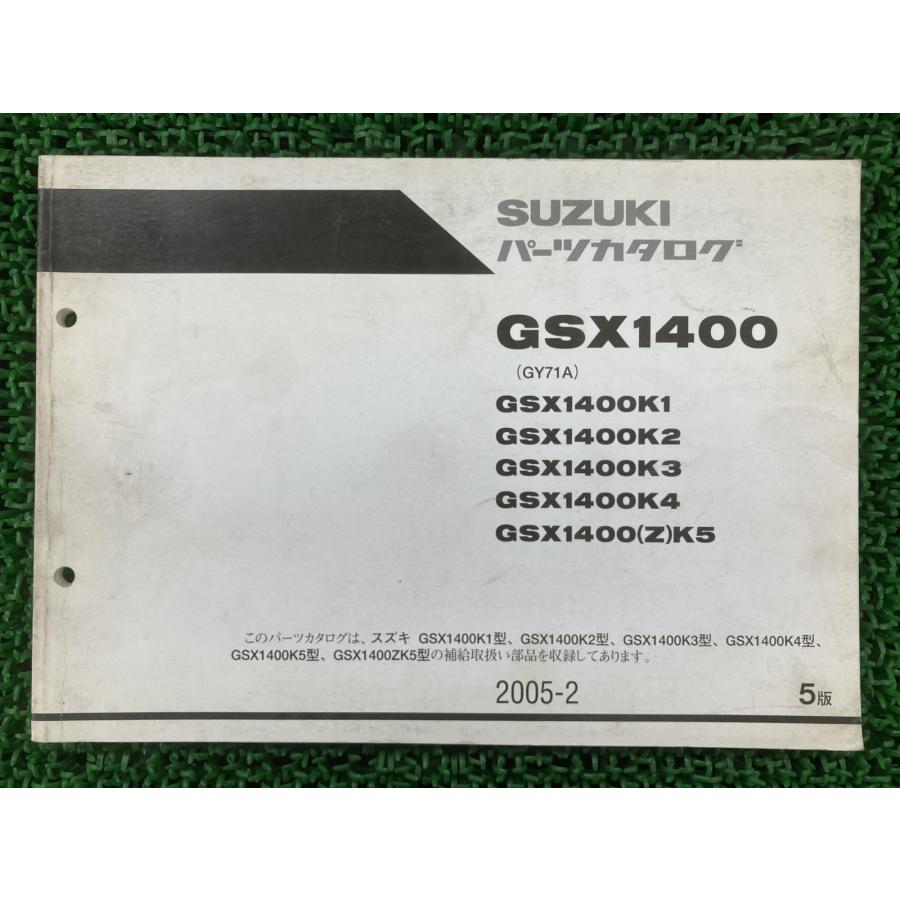 SUZUKI
パーツカタログ
GSX1400
(GY71A)
GSX1400K1
GSX1400K2
GSX1400K3
GSX1400K4
GSX1400(Z)K5
このパーツカタログは、スズキ GSX1400K1型、GSX1400K2型、GSX1400K3型、GSX1400K4型、
GSX1400K5型、GSX1400ZK5型の補給取扱い部品を収録してあります。
2005-2 5版